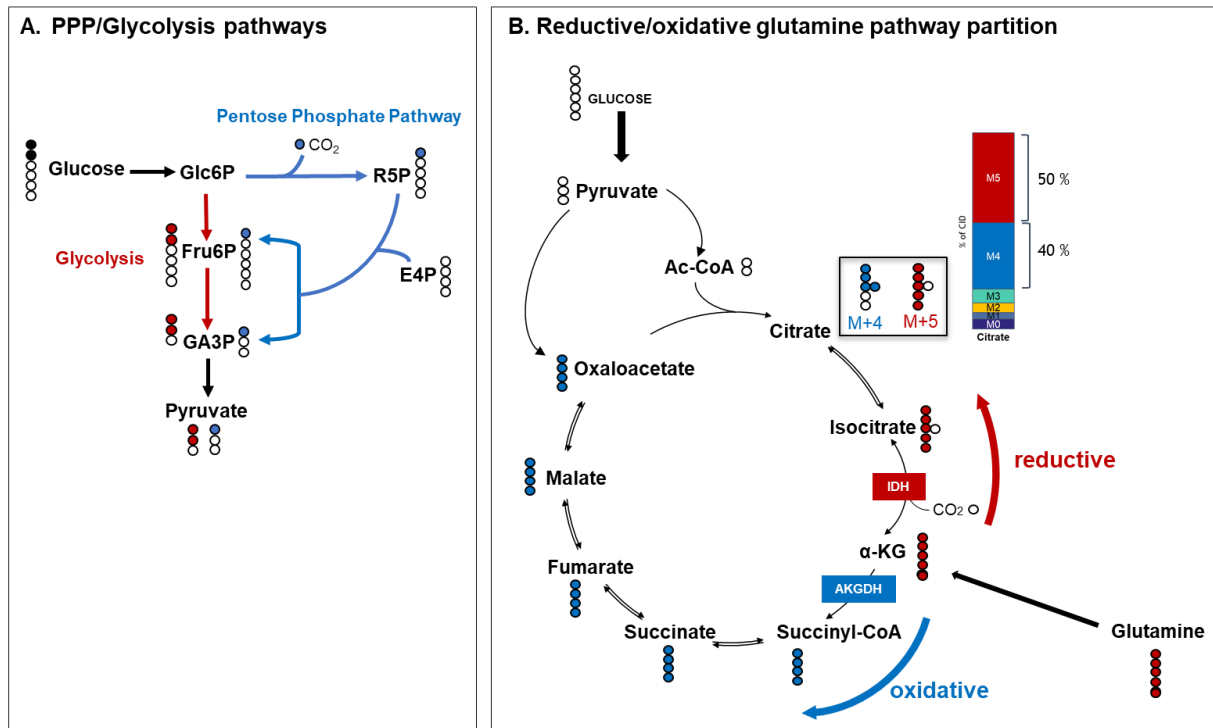 A. PPP/Glycolysis pathways
Pentose Phosphate Pathway
CO2
Glucose
Glc6P
R5P
Glycolysis
Fru6P
E4P
GA3P
Pyruvate
B. Reductive/oxidative glutamine pathway partition
GLUCOSE
Pyruvate
Ac-CoA
Citrate
M+4
M+5
% of CID
M5
50 %
M4
40 %
M3
M2
M1
M0
Citrate
Oxaloacetate
Isocitrate
reductive
Malate
IDH
CO2
α-KG
Fumarate
AKGDH
Succinate
Succinyl-CoA
Glutamine
oxidative